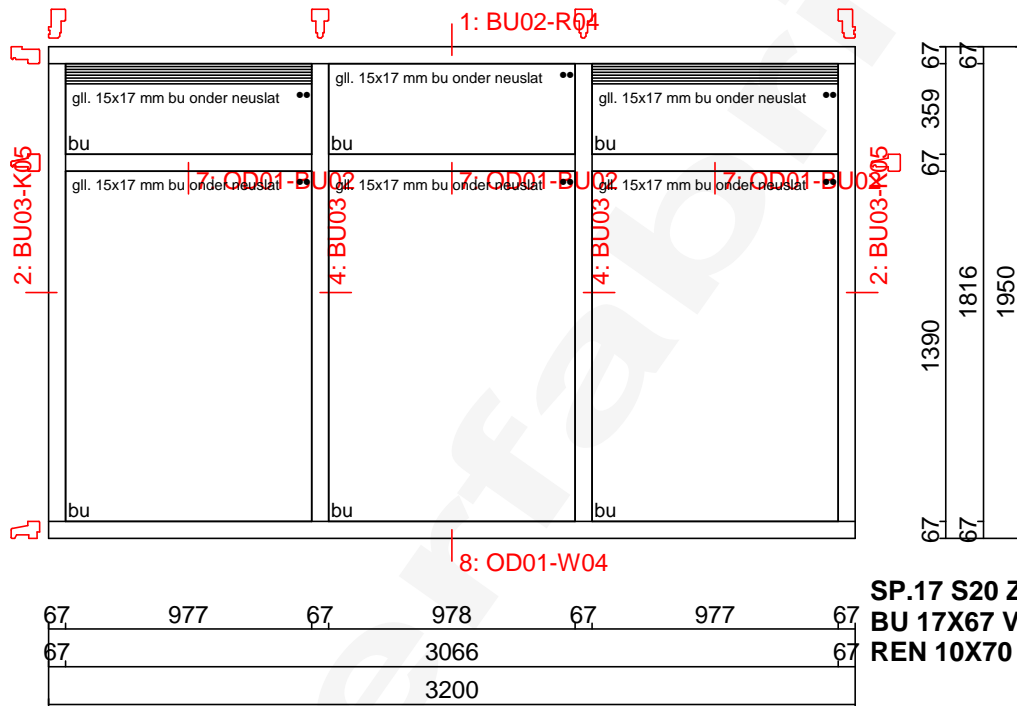 1: BU02-R04
gll. 15x17 mm bu onder neuslat
gll. 15x17 mm bu onder neuslat
gll. 15x17 mm bu onder neuslat
bu
bu
bu
7: OD01-BU02
7: OD01-BU02
7: OD01-BU02
gll. 15x17 mm bu onder neuslat
gll. 15x17 mm bu onder neuslat
gll. 15x17 mm bu onder neuslat
2: BU03-K05
4: BU03
4: BU03
2: BU03-R05
bu
bu
bu
8: OD01-W04
67
359
67
1390
67
67
1816
67
1950
67
977
67
978
67
977
67
67
3066
67
3200
SP.17 S20 Z
BU 17X67 V
REN 10X70
erfabri